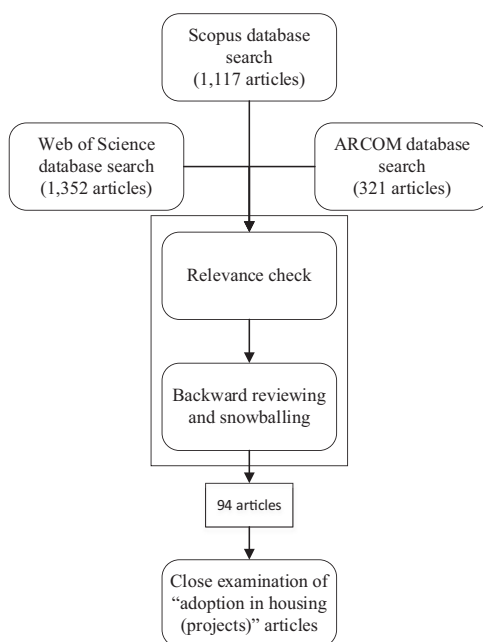 Scopus database
search
(1,117 articles)
Web of Science
database search
(1,352 articles)
ARCOM database
search
(321 articles)
Relevance check
Backward reviewing
and snowballing
94 articles
Close examination of
“adoption in housing
(projects)” articles